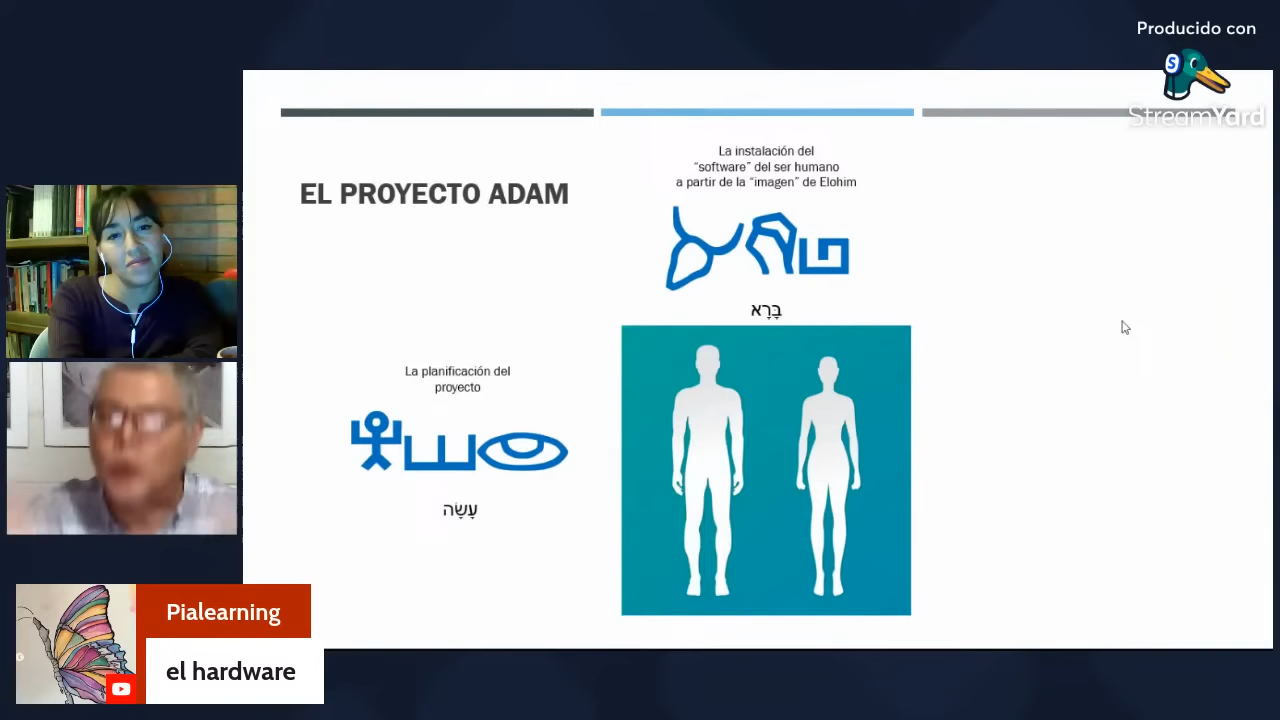 Producido con
StreamYard
La instalación del
“software” del ser humano
a partir de la “imagen” de Elohim
EL PROYECTO ADAM
בָּרָא
La planificación del
proyecto
עָשָׂה
Pialearning
el hardware